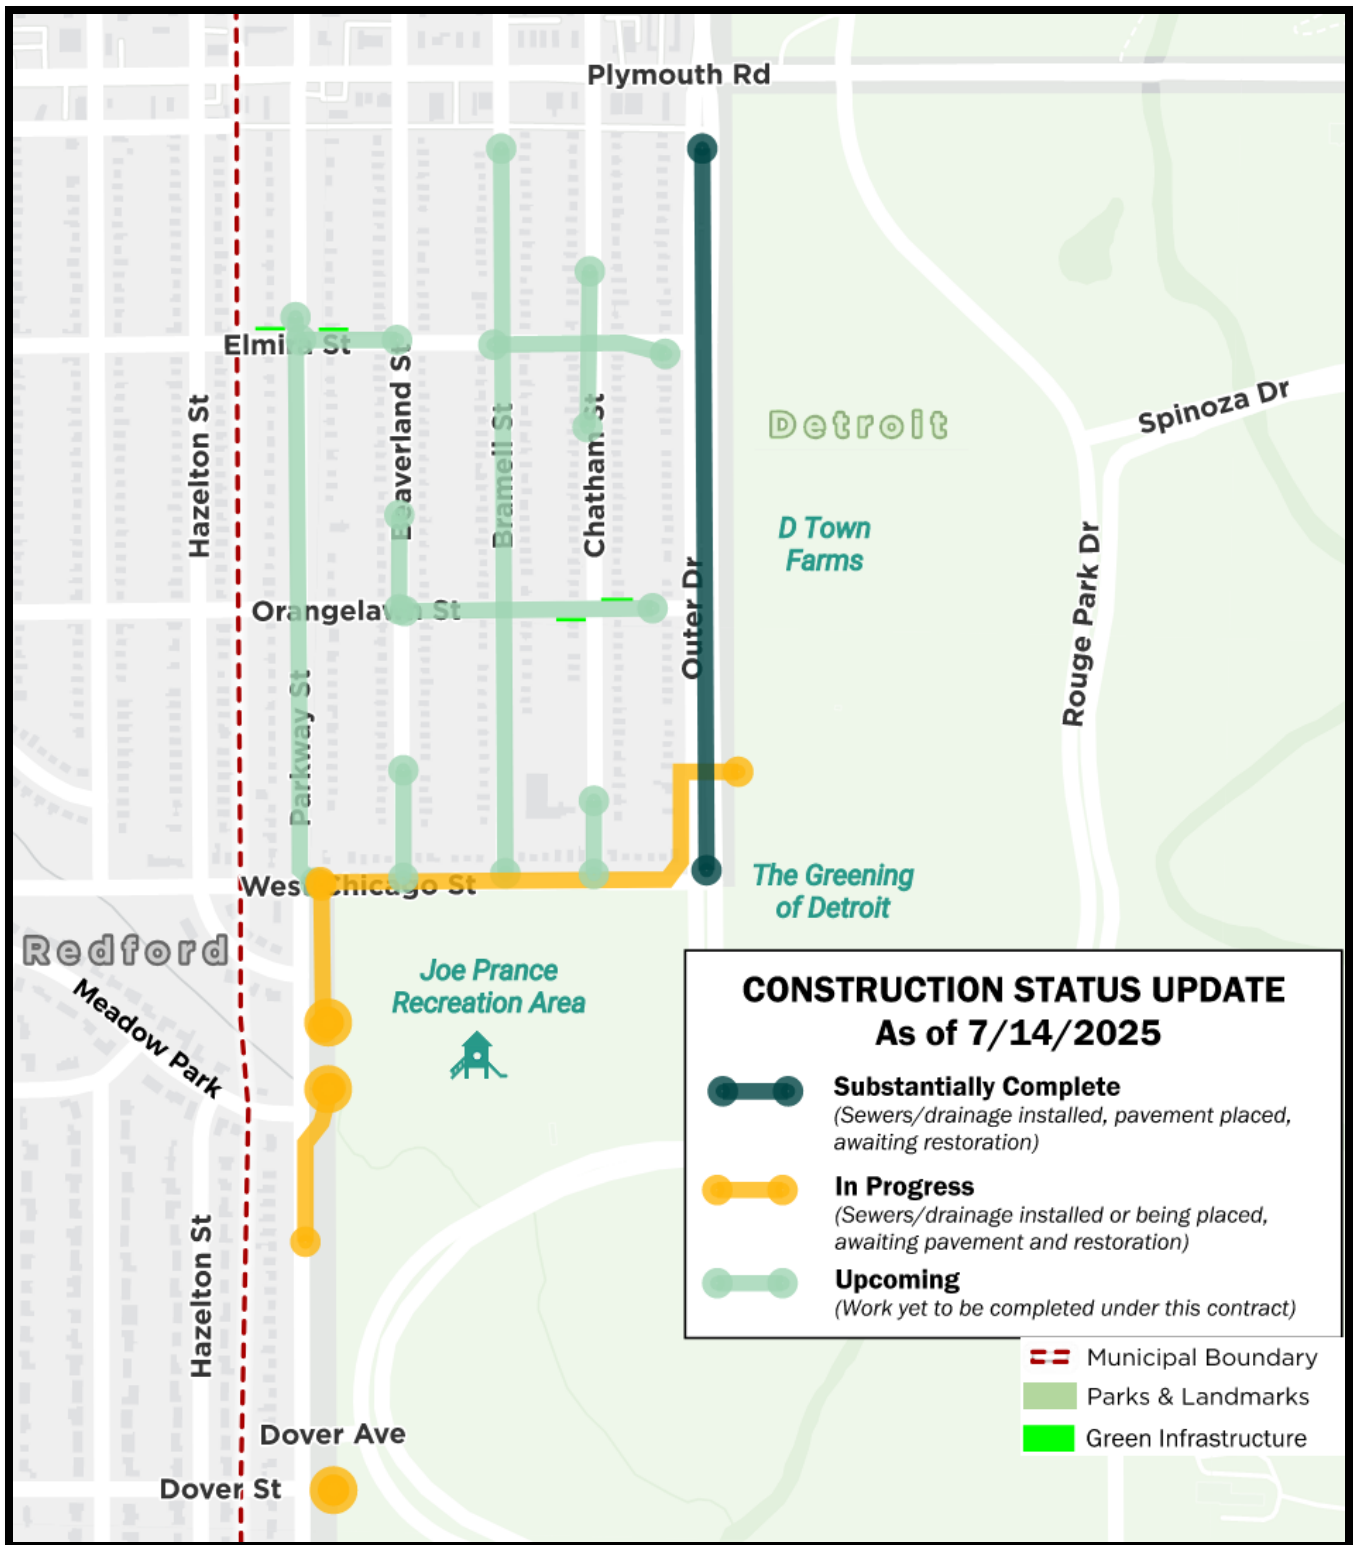 Plymouth Rd
Elmira St
Hazelton St
Beaverland St
Bramell St
Chatham St
Detroit
Spinoza Dr
D Town
Farms
Outer Dr
Rouge Park Dr
Orangelawn St
Parkway St
West Chicago St
The Greening
of Detroit
Redford
Meadow Park
Joe Prance
Recreation Area
CONSTRUCTION STATUS UPDATE
As of 7/14/2025
Substantially Complete
(Sewers/drainage installed, pavement placed,
awaiting restoration)
In Progress
(Sewers/drainage installed or being placed,
awaiting pavement and restoration)
Upcoming
(Work yet to be completed under this contract)
Municipal Boundary
Parks & Landmarks
Green Infrastructure
Hazelton St
Dover Ave
Dover St